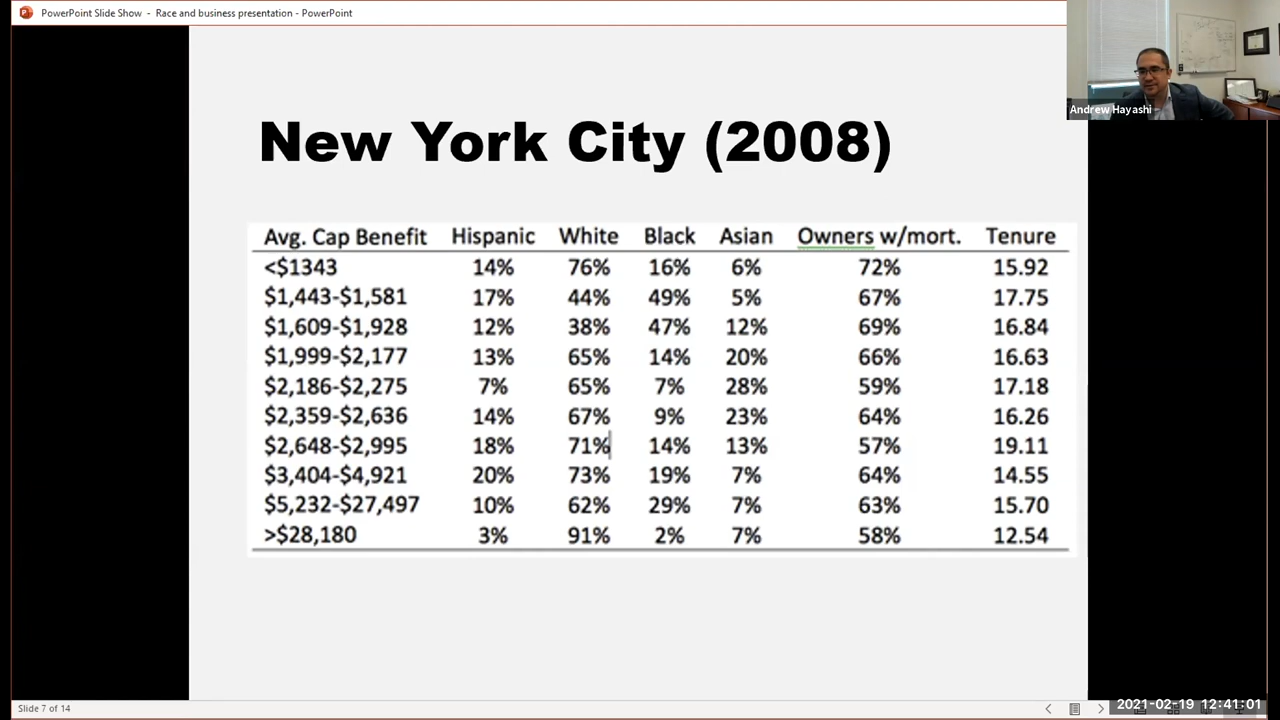 PowerPoint Slide Show - Race and business presentation - PowerPoint
Andrew Hayashi
New York City (2008)
Avg. Cap Benefit Hispanic White Black Asian Owners w/mort. Tenure
<$1343 14% 76% 16% 6% 72% 15.92
$1,443-$1,581 17% 44% 49% 5% 67% 17.75
$1,609-$1,928 12% 38% 47% 12% 69% 16.84
$1,999-$2,177 13% 65% 14% 20% 66% 16.63
$2,186-$2,275 7% 65% 7% 28% 59% 17.18
$2,359-$2,636 14% 67% 9% 23% 64% 16.26
$2,648-$2,995 18% 71% 14% 13% 57% 19.11
$3,404-$4,921 20% 73% 19% 7% 64% 14.55
$5,232-$27,497 10% 62% 29% 7% 63% 15.70
>$28,180 3% 91% 2% 7% 58% 12.54
Slide 7 of 14
2021-02-19 12:41:01